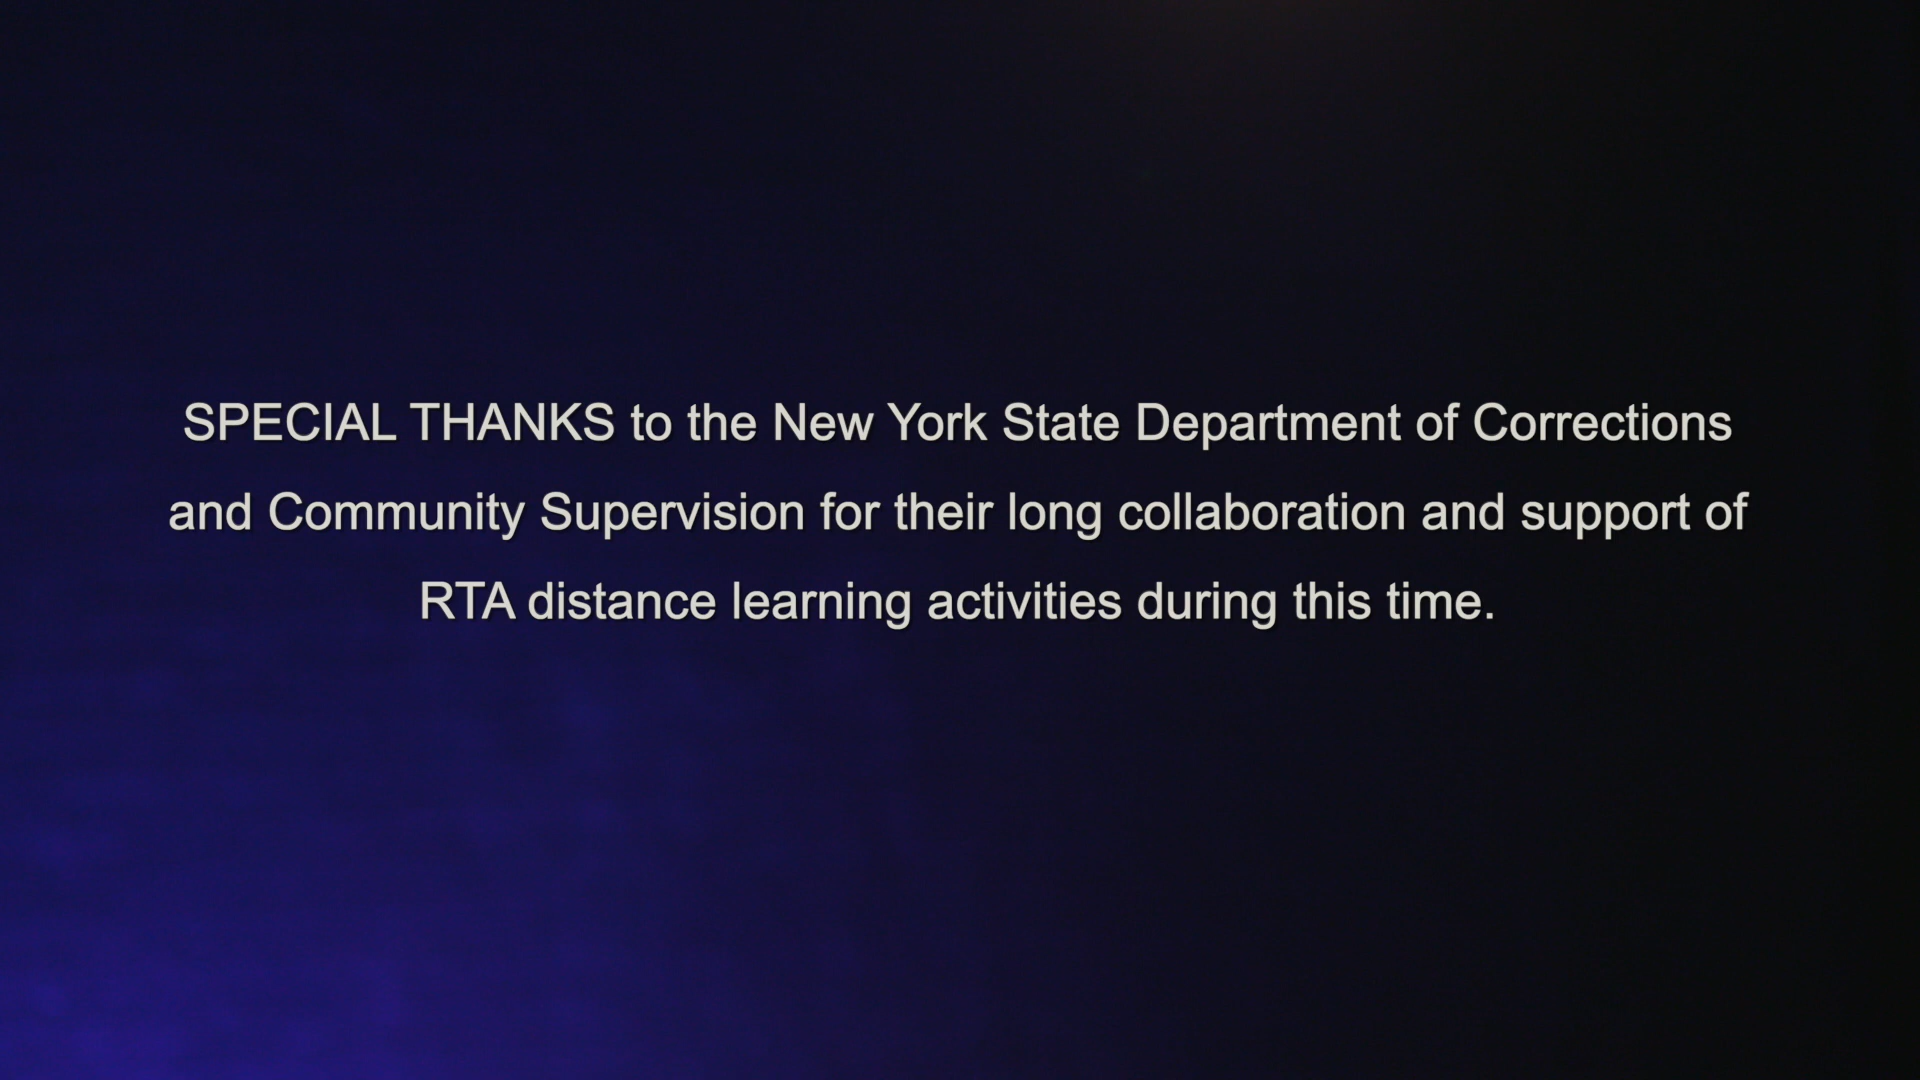 SPECIAL THANKS to the New York State Department of Corrections
and Community Supervision for their long collaboration and support of
RTA distance learning activities during this time.